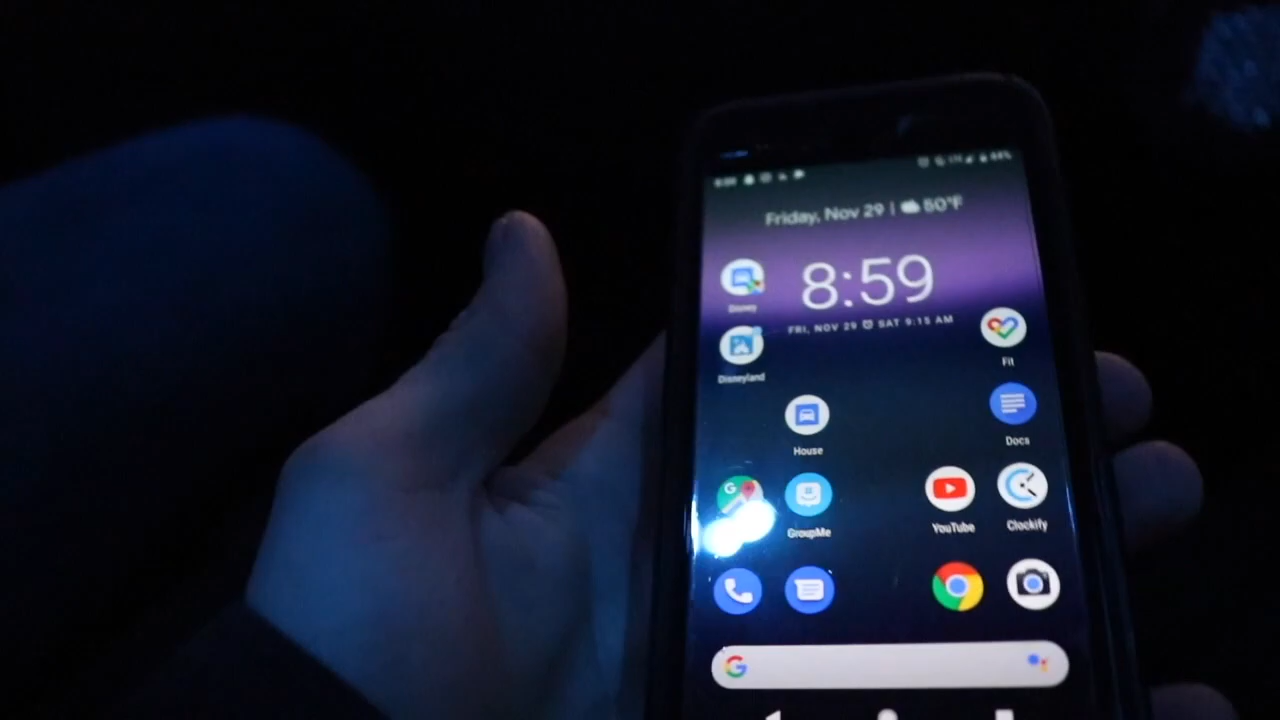 Friday, Nov 29 | 50°F
8:59
FRI, NOV 29 SAT 9:15 AM
Disney
Disneyland
Fit
House
Docs
GroupMe
YouTube
Clockify